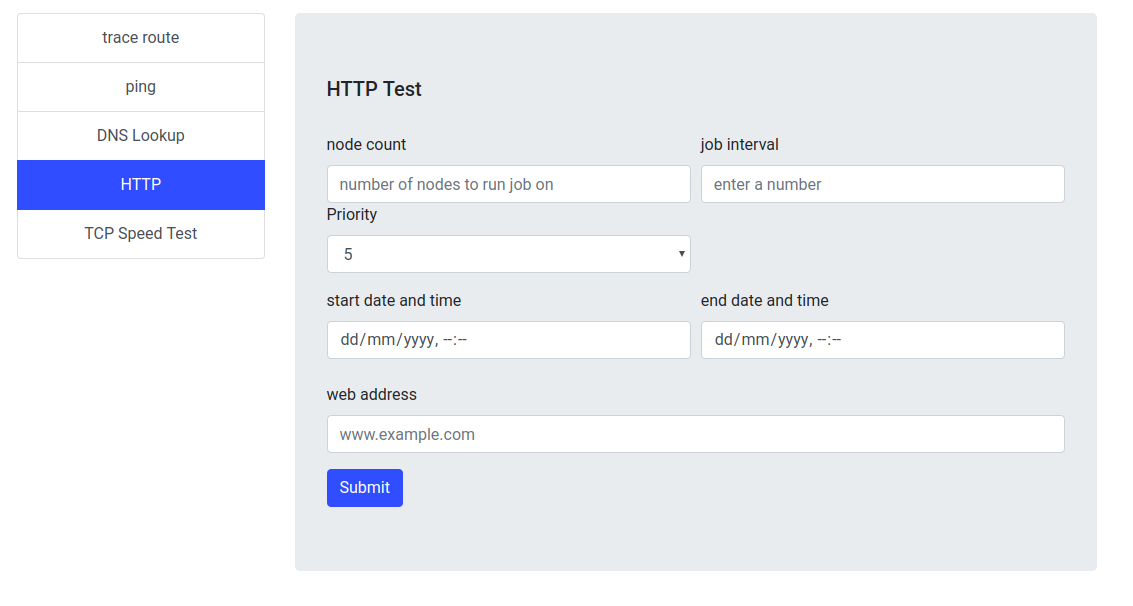 trace route
ping
DNS Lookup
HTTP
TCP Speed Test
HTTP Test
node count job interval
number of nodes to run job on enter a number
Priority
5
start date and time end date and time
dd/mm/yyyy, --:-- dd/mm/yyyy, --:--
web address
www.example.com
Submit